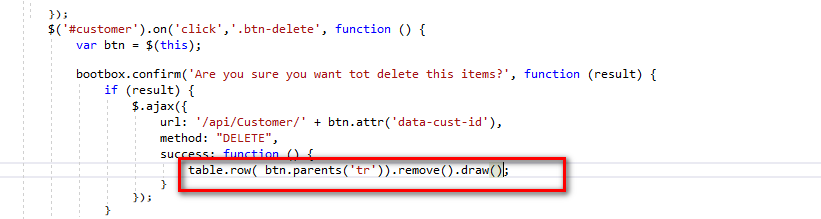 });
$('#customer').on('click','.btn-delete', function () {
var btn = $(this);
bootbox.confirm('Are you sure you want tot delete this items?', function (result) {
if (result) {
$.ajax({
url: '/api/Customer/' + btn.attr('data-cust-id'),
method: "DELETE",
success: function () {
table.row( btn.parents('tr')).remove().draw();
}
});
}